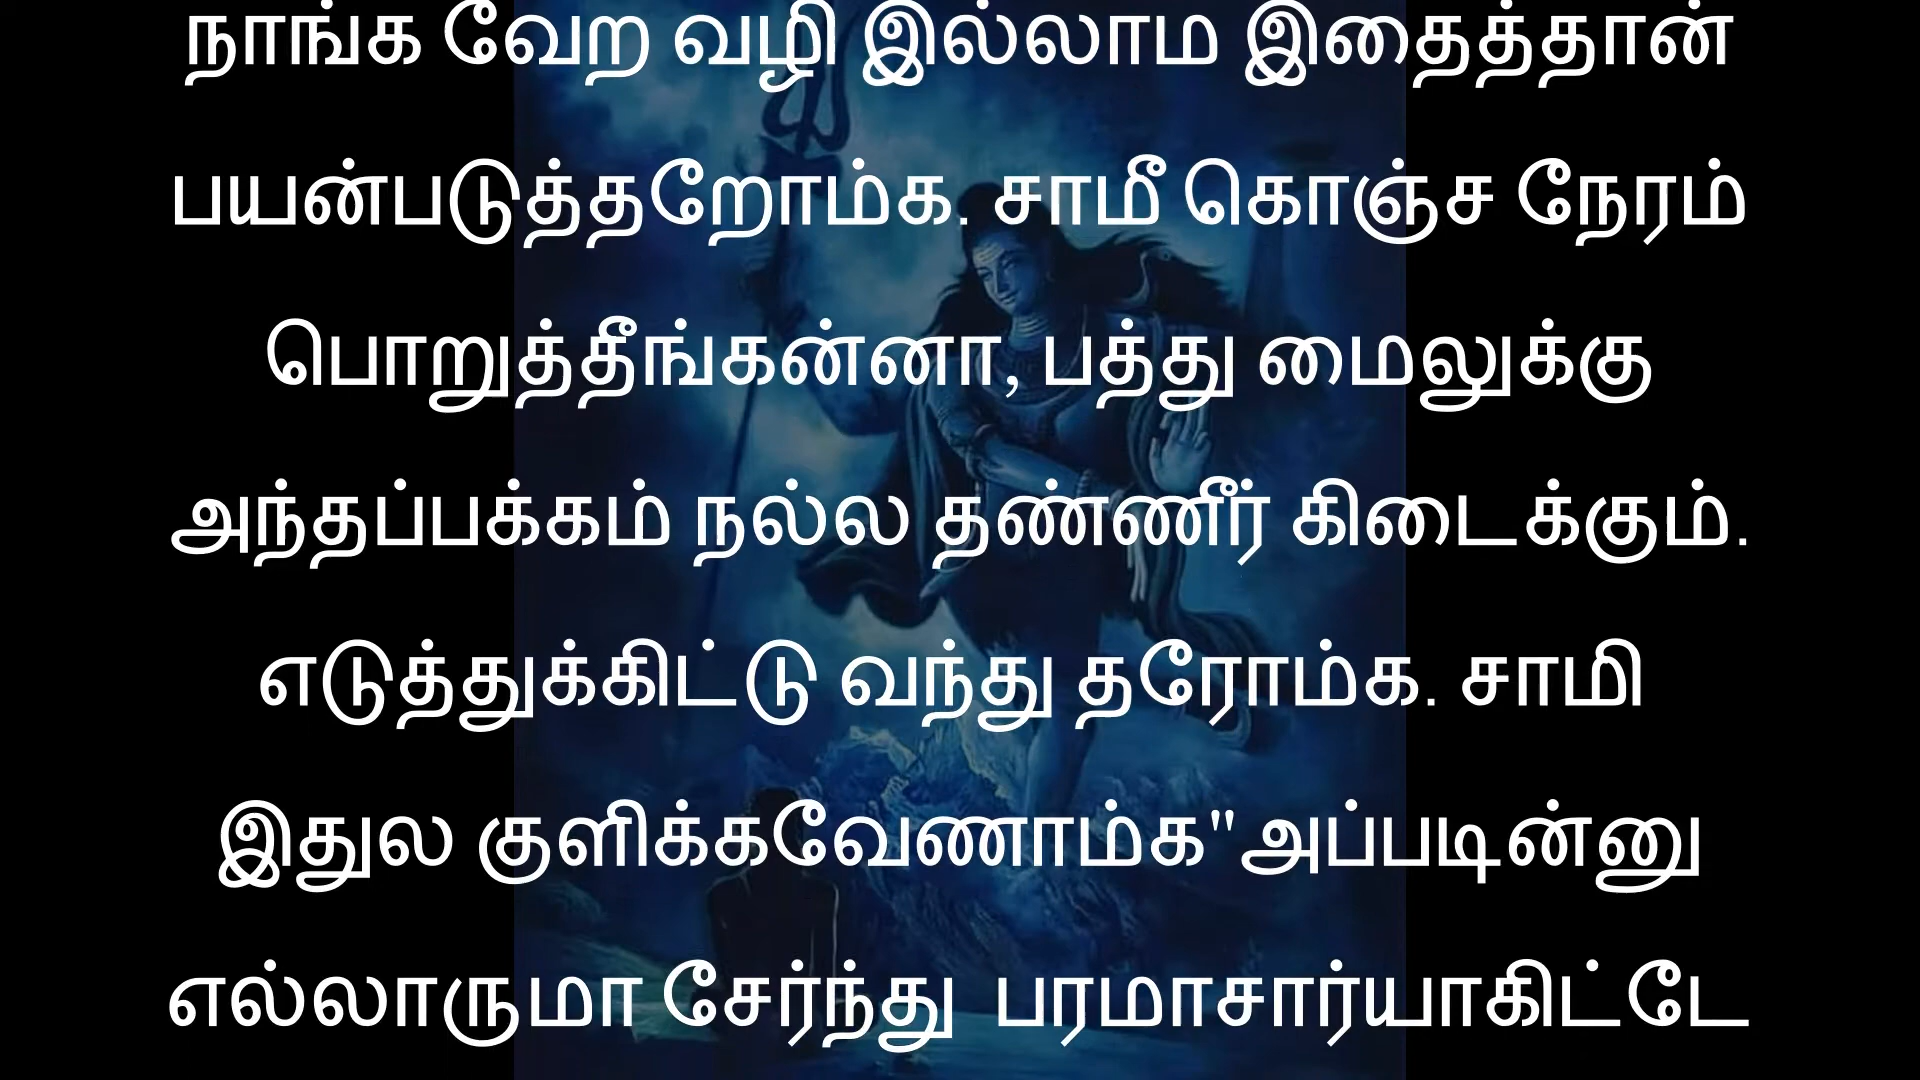 நாங்க வேற வழி இல்லாம இதைத்தான்
பயன்படுத்தறோம்க. சாமீ கொஞ்ச நேரம்
பொறுத்தீங்கன்னா, பத்து மைலுக்கு
அந்தப்பக்கம் நல்ல தண்ணீர் கிடைக்கும்.
எடுத்துக்கிட்டு வந்து தரோம்க. சாமி
இதுல குளிக்கவேணாம்க"அப்படின்னு
எல்லாருமா சேர்ந்து  பரமாசார்யாகிட்டே